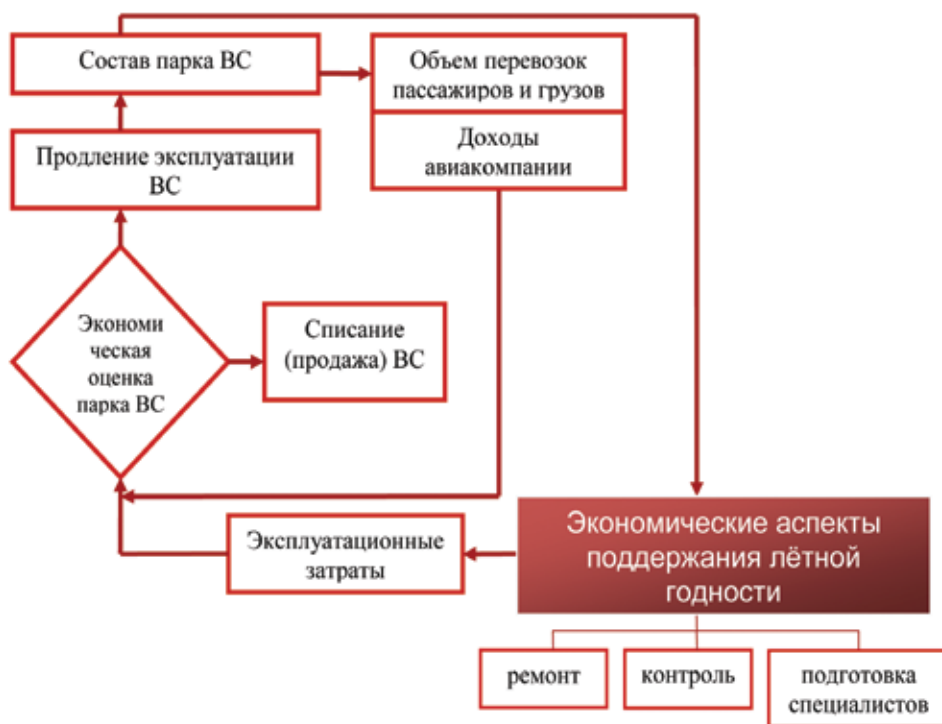 Состав парка ВС
Объем перевозок
пассажиров и грузов
Доходы
авиакомпании
Продление эксплуатации
ВС
Экономи
ческая
оценка
парка ВС
Списание
(продажа) ВС
Эксплуатационные
затраты
Экономические аспекты
поддержания лётной
годности
ремонт
контроль
подготовка
специалистов